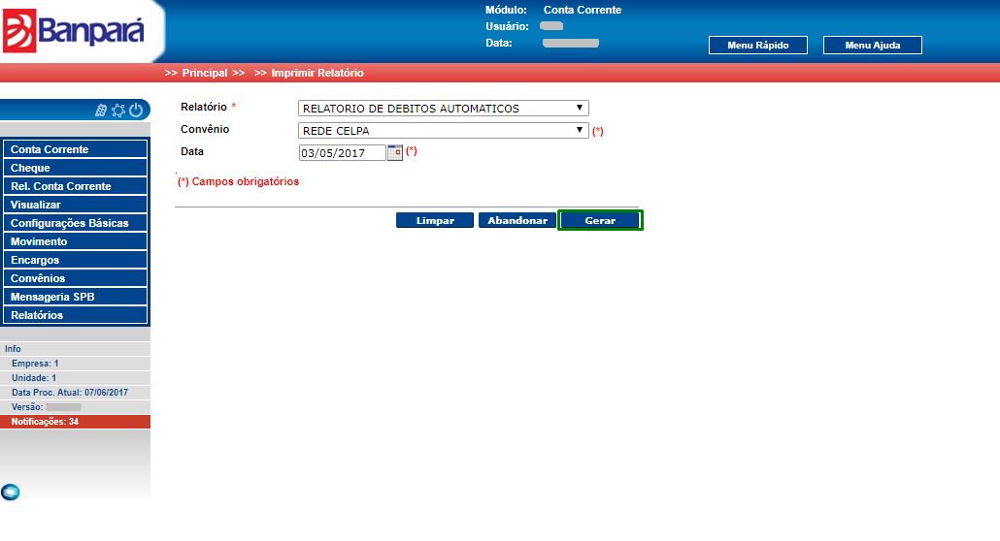 Banpará
Módulo: Conta Corrente
Usuário:
Data:
Menu Rápido
Menu Ajuda
>> Principal >> >> Imprimir Relatório
Relatório * RELATORIO DE DEBITOS AUTOMATICOS
Convênio REDE CELPA (*)
Data 03/05/2017 (*)
(*) Campos obrigatórios
Limpar Abandonar Gerar
Conta Corrente
Cheque
Rel. Conta Corrente
Visualizar
Configurações Básicas
Movimento
Encargos
Convênios
Mensageria SPB
Relatórios
Info
Empresa: 1
Unidade: 1
Data Proc. Atual: 07/06/2017
Versão:
Notificações: 34